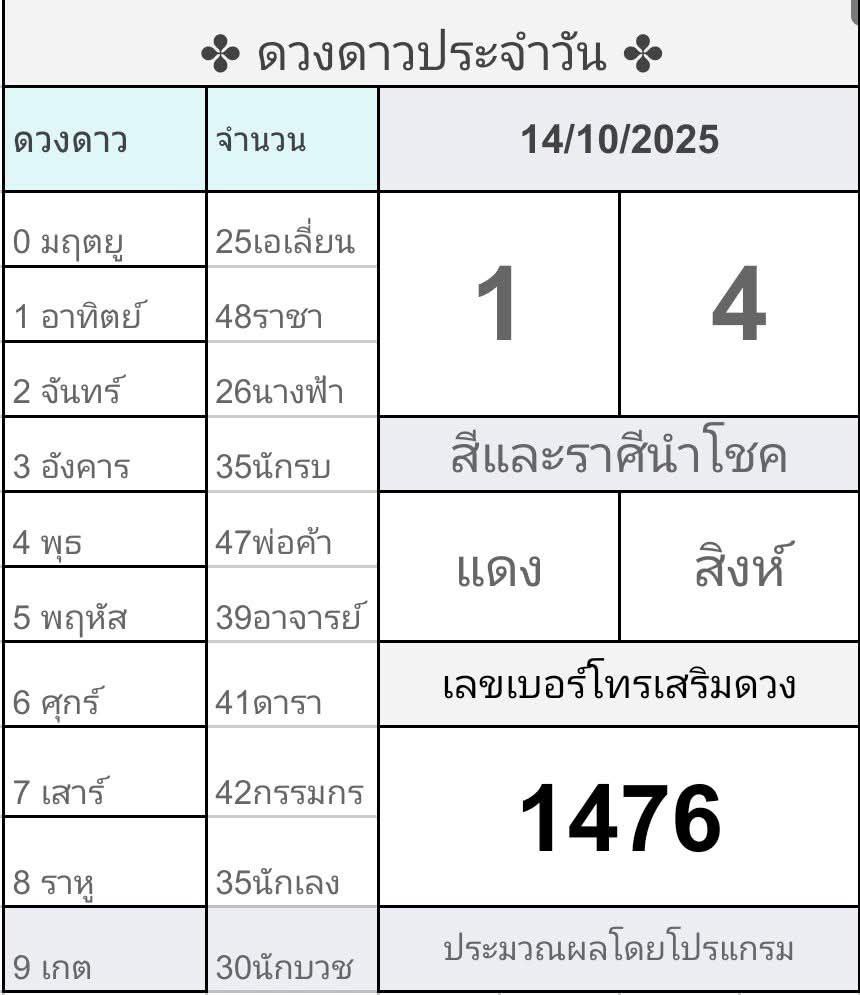 ✤ ดวงดาวประจำวัน ✤
ดวงดาว จำนวน 14/10/2025
0 มฤตยู 25เอเลี่ยน
1 อาทิตย์ 48ราชา
1 4
2 จันทร์ 26นางฟ้า
3 อังคาร 35นักรบ
สีและราศีนำโชค
4 พุธ 47พ่อค้า
แดง สิงห์
5 พฤหัส 39อาจารย์
6 ศุกร์ 41ดารา
เลขเบอร์โทรเสริมดวง
7 เสาร์ 42กรรมกร
1476
8 ราหู 35นักเลง
9 เกต 30นักบวช
ประมวณผลโดยโปรแกรม